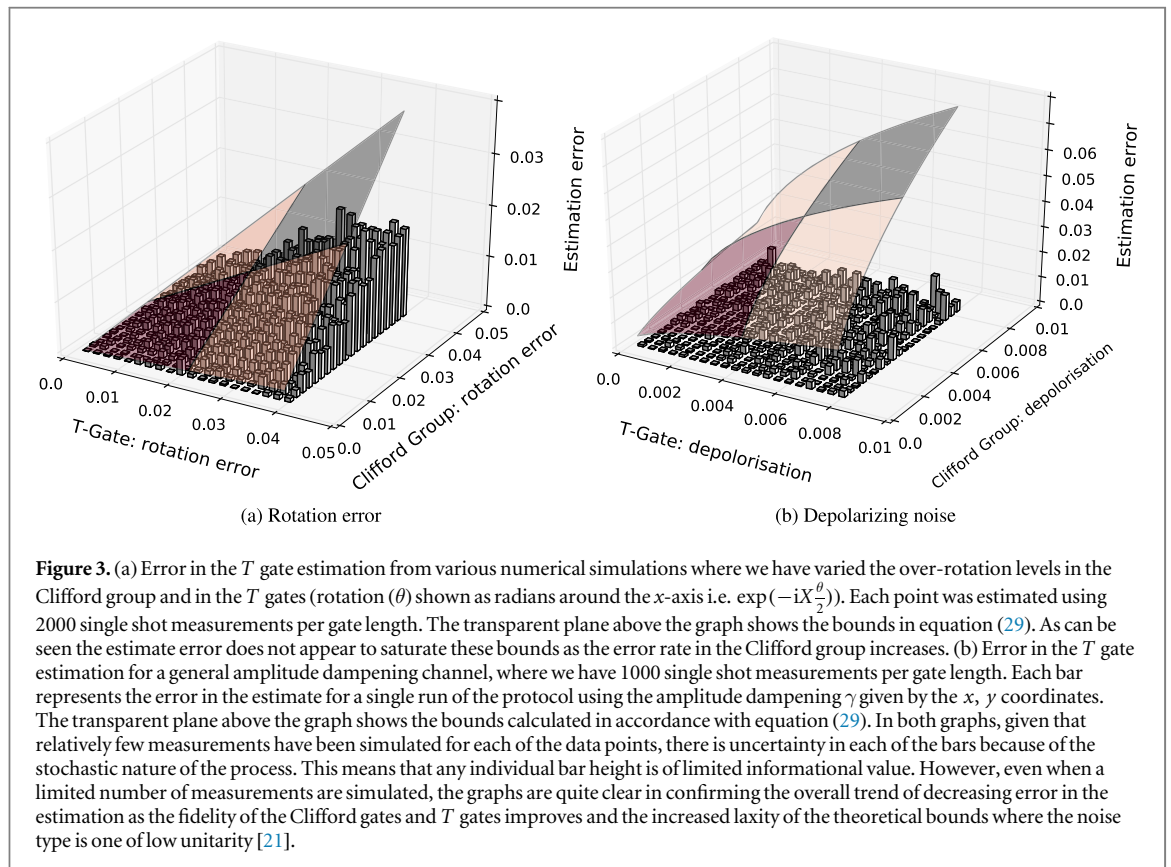 0.03
0.02
0.01
0.0
Estimation error
0.05
0.04
0.03
0.02
0.01
0.0
Clifford Group: rotation error
0.0
0.01
0.02
0.03
0.04
0.05
T-Gate: rotation error
(a) Rotation error
0.06
0.05
0.04
0.03
0.02
0.01
0.0
Estimation error
0.01
0.008
0.006
0.004
0.002
0.0
Clifford Group: depolorisation
0.0
0.002
0.004
0.006
0.008
0.01
T-Gate: depolorisation
(b) Depolarizing noise
Figure 3. (a) Error in the T gate estimation from various numerical simulations where we have varied the over-rotation levels in the
Clifford group and in the T gates (rotation (θ) shown as radians around the x-axis i.e. exp(−iX θ/2)). Each point was estimated using
2000 single shot measurements per gate length. The transparent plane above the graph shows the bounds in equation (29). As can be
seen the estimate error does not appear to saturate these bounds as the error rate in the Clifford group increases. (b) Error in the T gate
estimation for a general amplitude dampening channel, where we have 1000 single shot measurements per gate length. Each bar
represents the error in the estimate for a single run of the protocol using the amplitude dampening γ given by the x, y coordinates.
The transparent plane above the graph shows the bounds calculated in accordance with equation (29). In both graphs, given that
relatively few measurements have been simulated for each of the data points, there is uncertainty in each of the bars because of the
stochastic nature of the process. This means that any individual bar height is of limited informational value. However, even when a
limited number of measurements are simulated, the graphs are quite clear in confirming the overall trend of decreasing error in the
estimation as the fidelity of the Clifford gates and T gates improves and the increased laxity of the theoretical bounds where the noise
type is one of low unitarity [21].